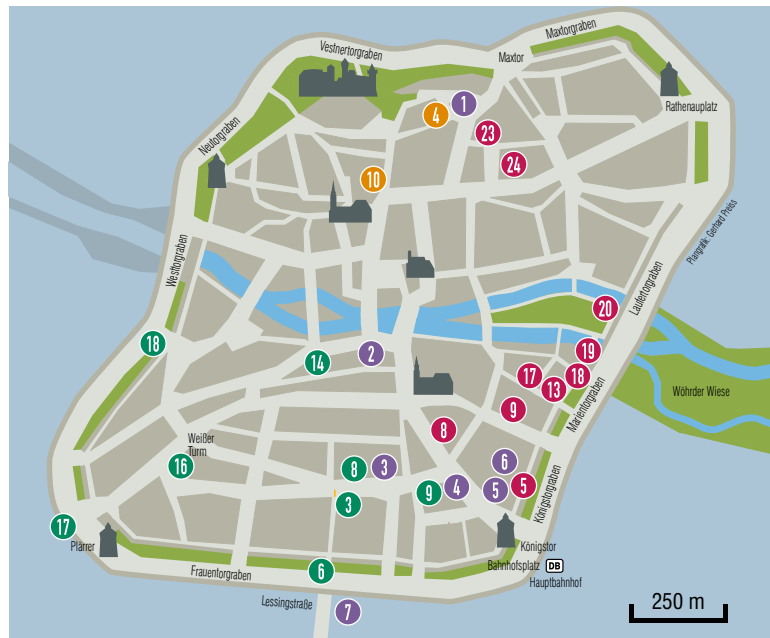 Maxtorgraben
Vestnertorgraben
Maxtor
Rathenauplatz
1
4
23
24
Neutorgraben
10
Plangrafik: Gerhard Preiss
Westtorgraben
Laufertorgraben
20
18
14
2
19
17
18
13
Wöhrder Wiese
9
Marientorgraben
8
Weißer
Turm
16
8
3
6
9
4
5
5
Königstorgraben
3
17
Plärrer
Königstor
Bahnhofsplatz
DB
Hauptbahnhof
Frauentorgraben
6
Lessingstraße
7
250 m